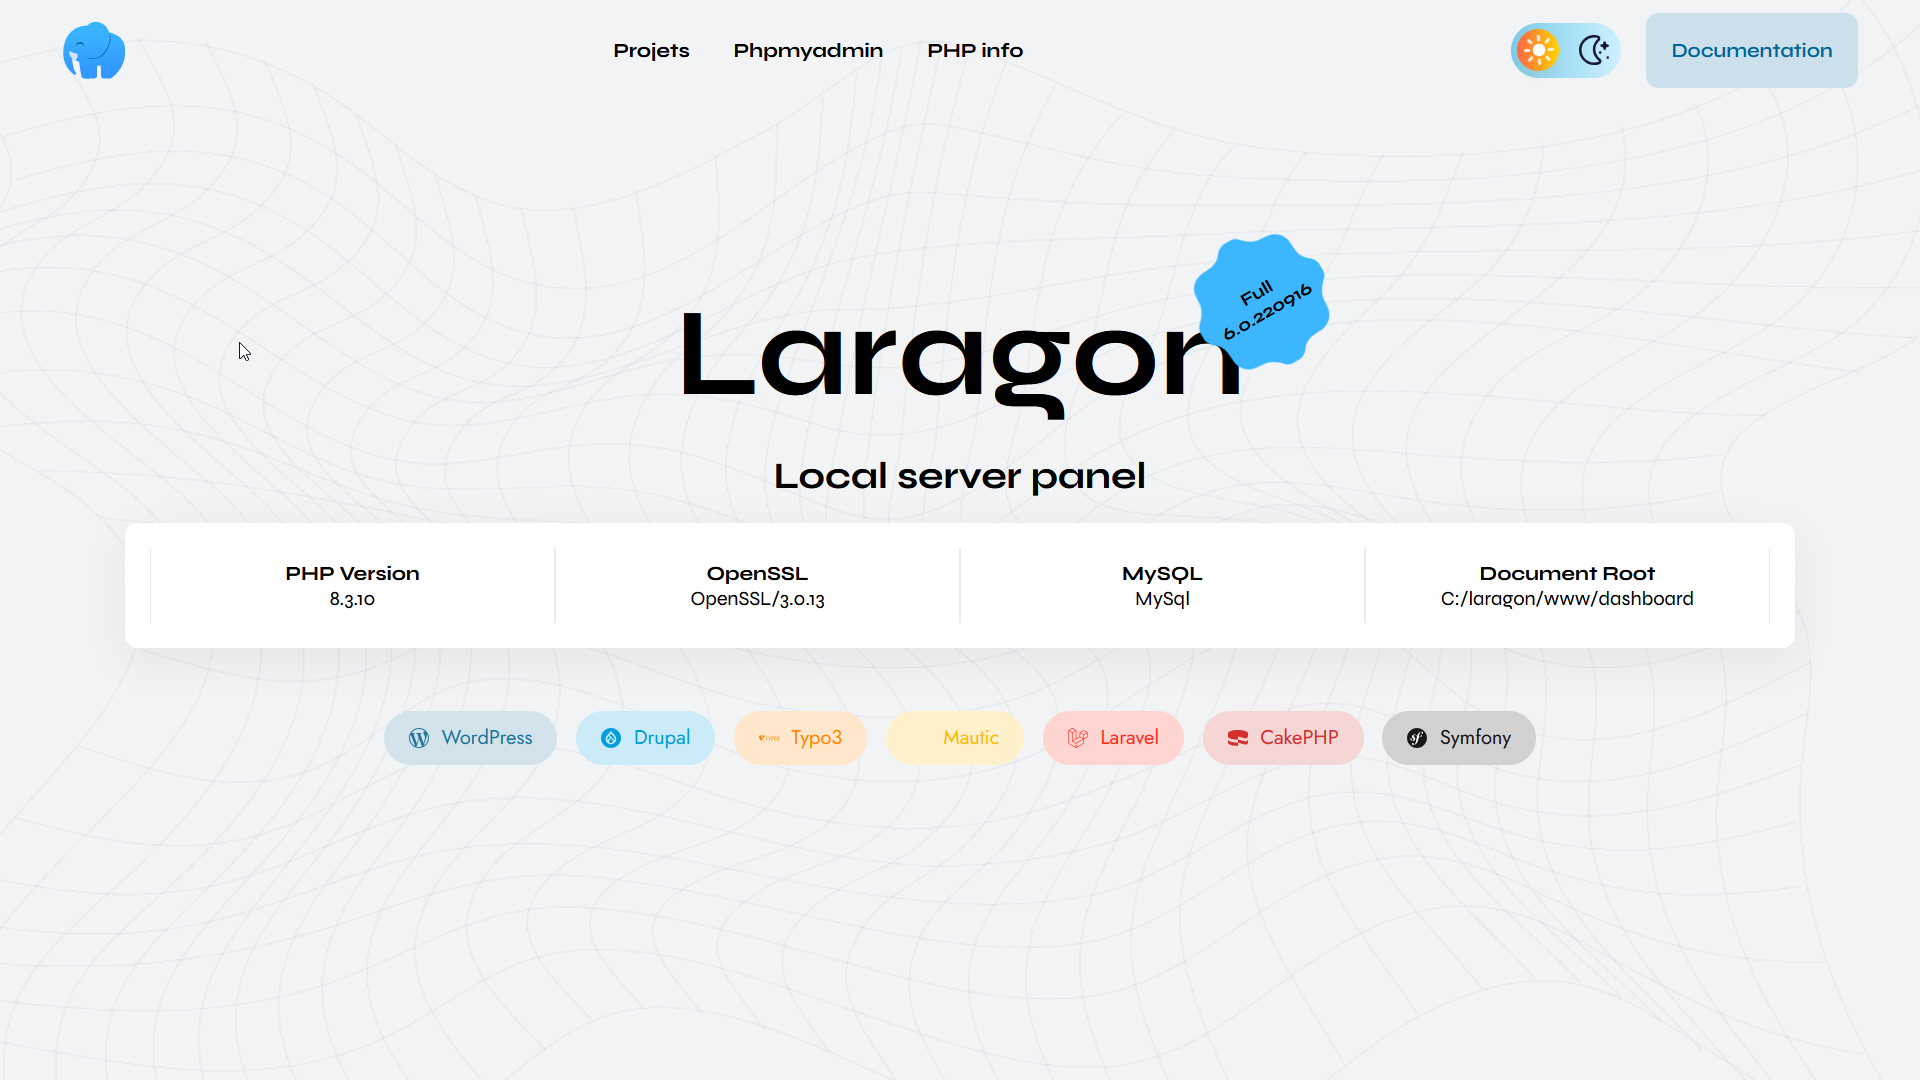 Projets
Phpmyadmin
PHP info
Documentation
Full
6.0.220916
Laragon
Local server panel
PHP Version
8.3.10
OpenSSL
OpenSSL/3.0.13
MySQL
MySql
Document Root
C:/laragon/www/dashboard
WordPress
Drupal
Typo3
Mautic
Laravel
CakePHP
Symfony